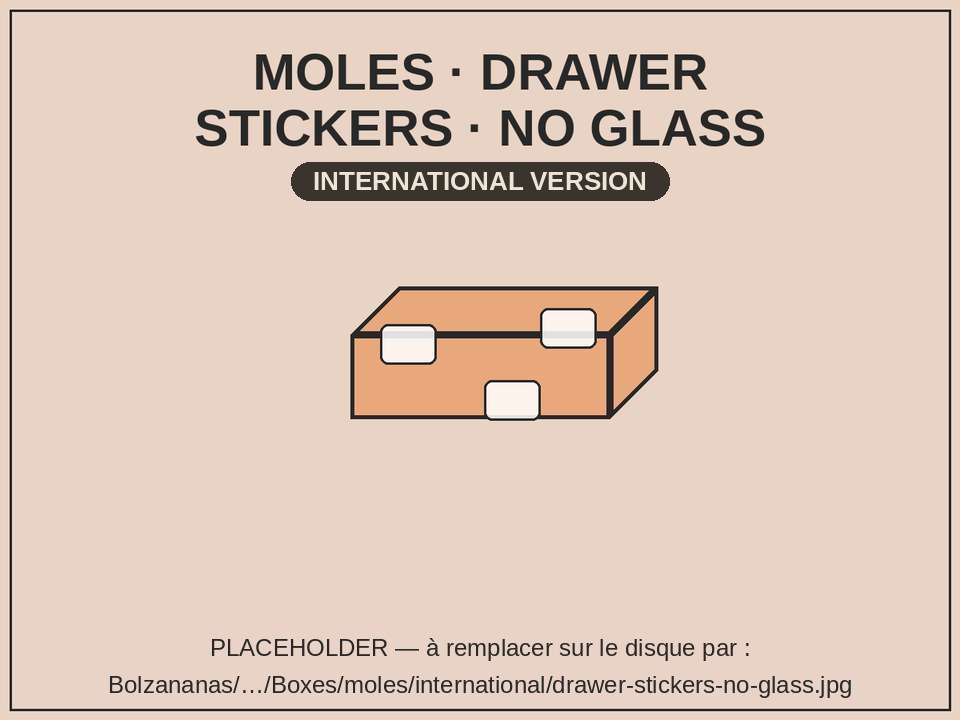 MOLES · DRAWER
STICKERS · NO GLASS
INTERNATIONAL VERSION
PLACEHOLDER — à remplacer sur le disque par :
Bolzananas/…/Boxes/moles/international/drawer-stickers-no-glass.jpg